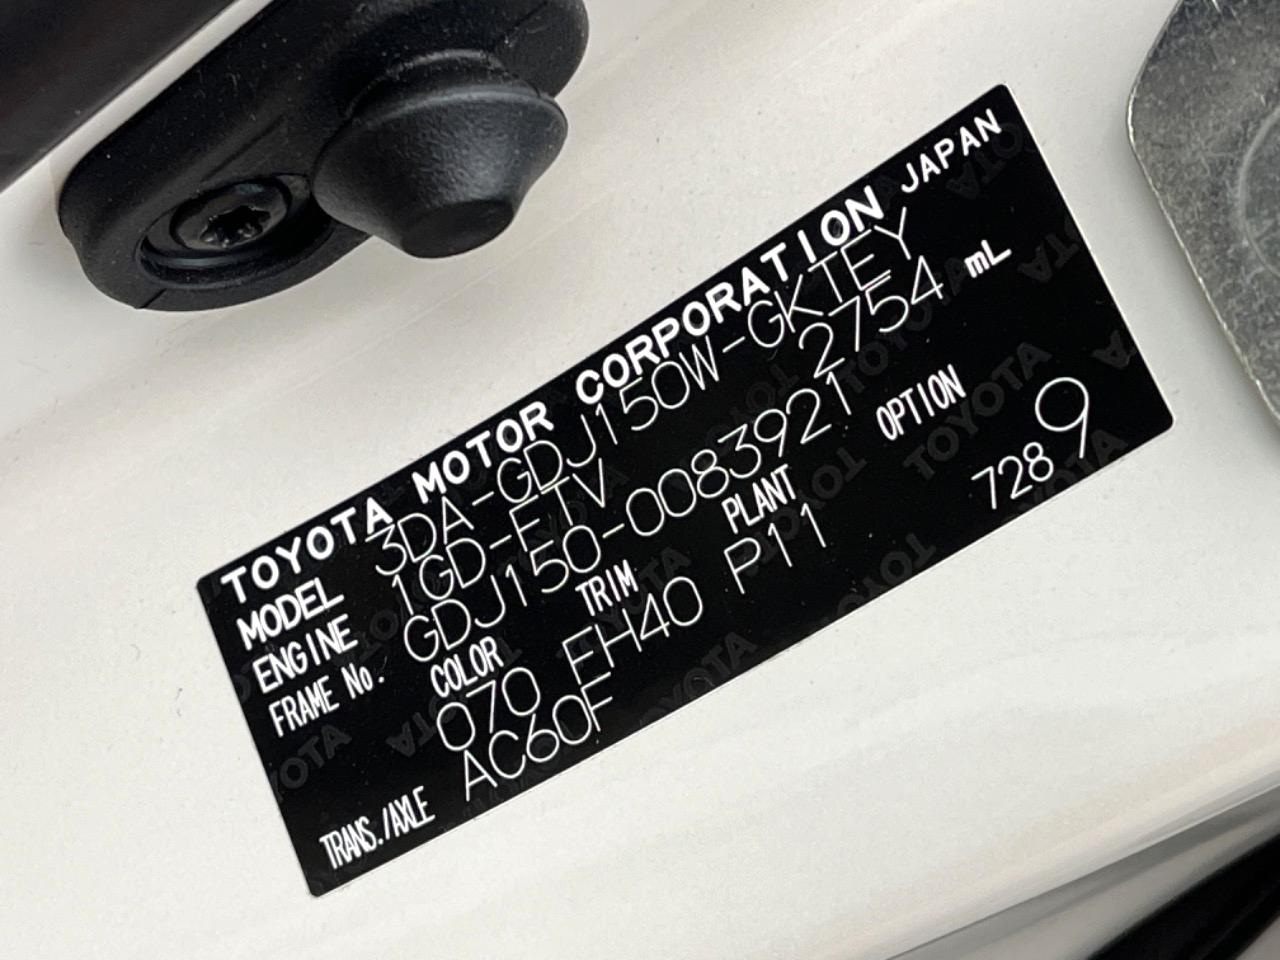 TOYOTA MOTOR CORPORATION JAPAN
MODEL 3DA-GDJ150W-GKTEY
ENGINE 1GD-FTV 2754 mL
FRAME No. GDJ150-0083921
COLOR TRIM PLANT OPTION
070 FH40 P11 728 9
TRANS./AXLE AC60F